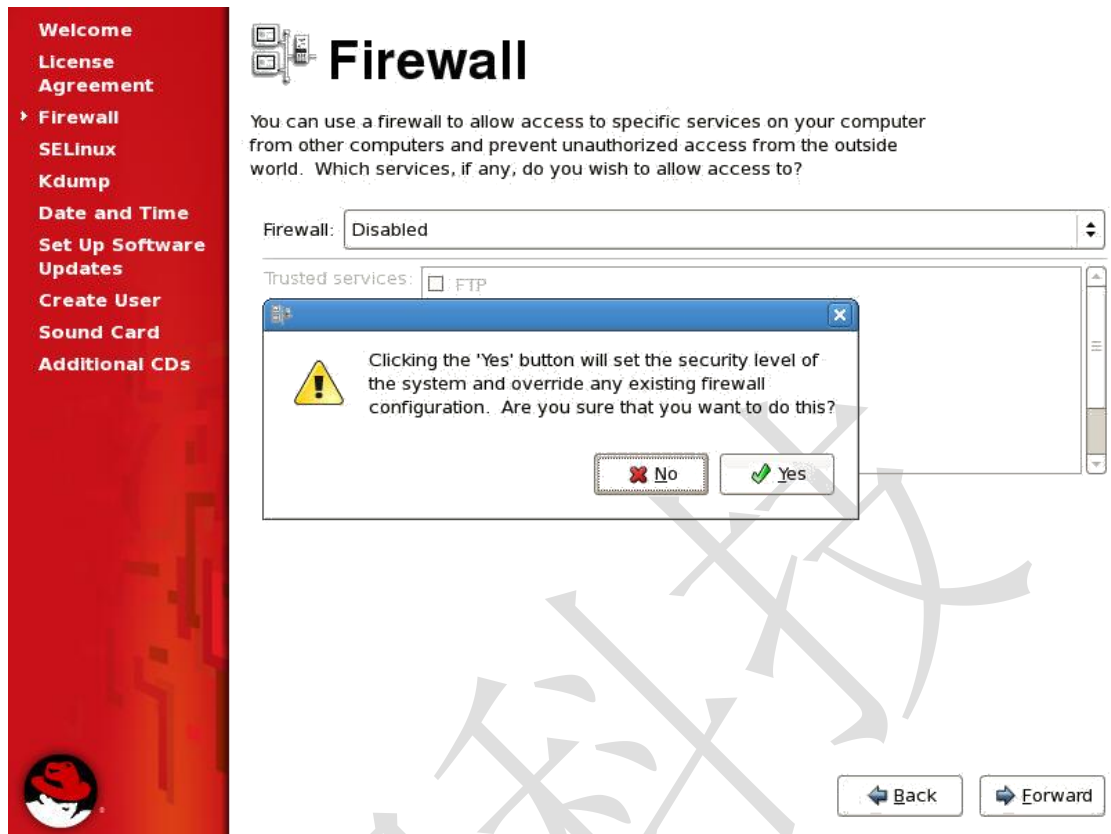 Welcome
License
Agreement
Firewall
SELinux
Kdump
Date and Time
Set Up Software
Updates
Create User
Sound Card
Additional CDs
Firewall
You can use a firewall to allow access to specific services on your computer
from other computers and prevent unauthorized access from the outside
world. Which services, if any, do you wish to allow access to?
Firewall: Disabled
Trusted services: FTP
Clicking the 'Yes' button will set the security level of
the system and override any existing firewall
configuration. Are you sure that you want to do this?
No Yes
科技
Back Forward